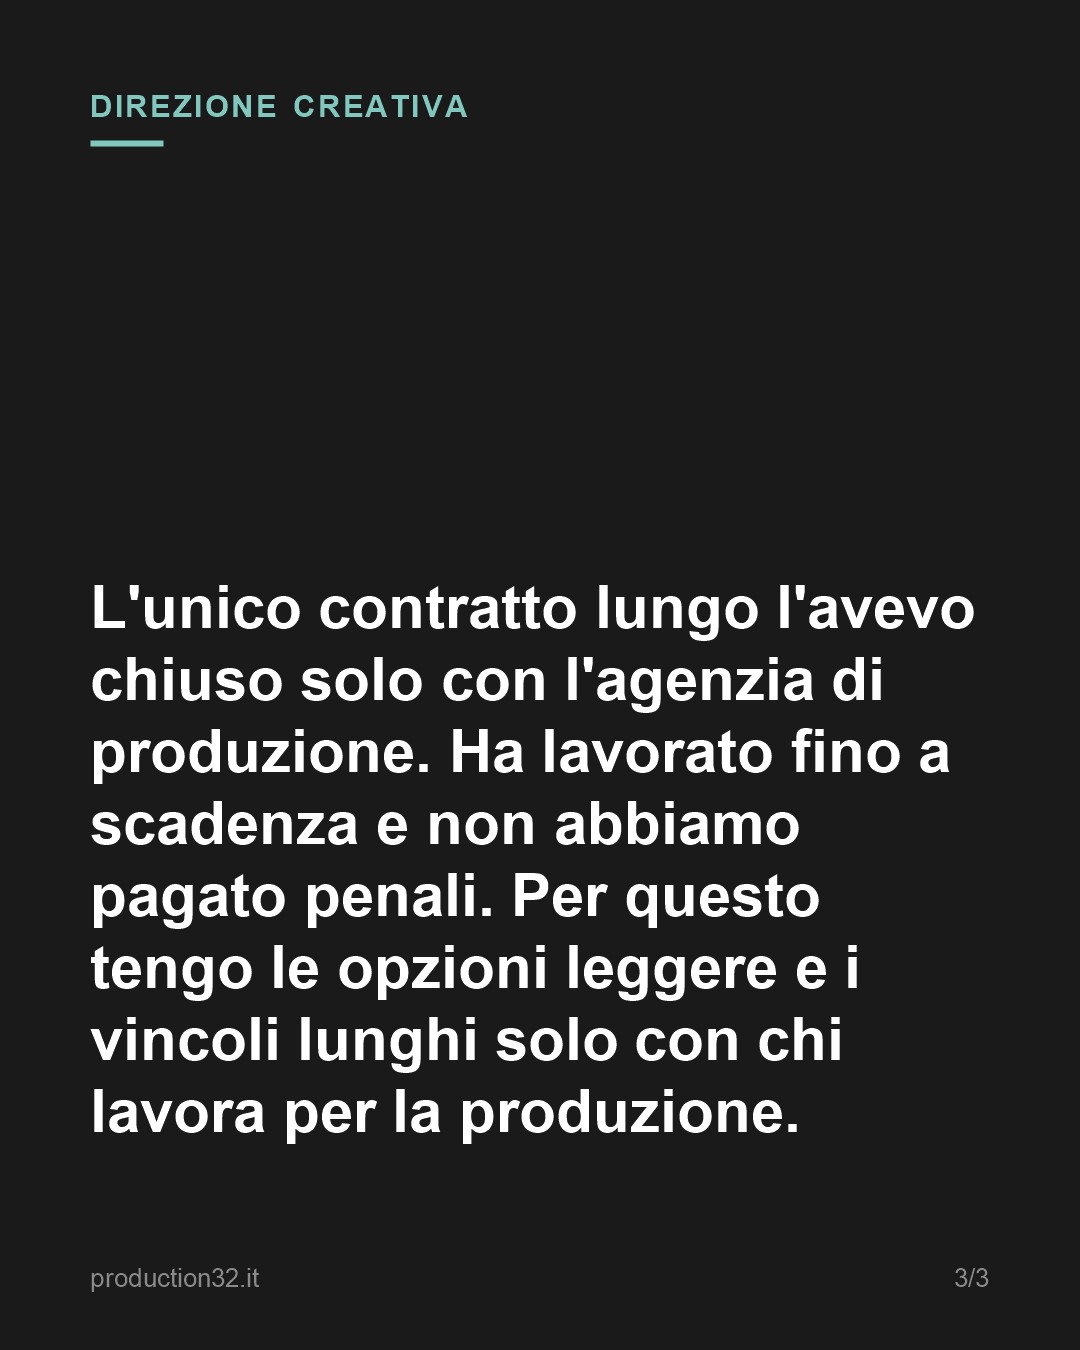 DIREZIONE CREATIVA
L'unico contratto lungo l'avevo
chiuso solo con l'agenzia di
produzione. Ha lavorato fino a
scadenza e non abbiamo
pagato penali. Per questo
tengo le opzioni leggere e i
vincoli lunghi solo con chi
lavora per la produzione.
production32.it
3/3